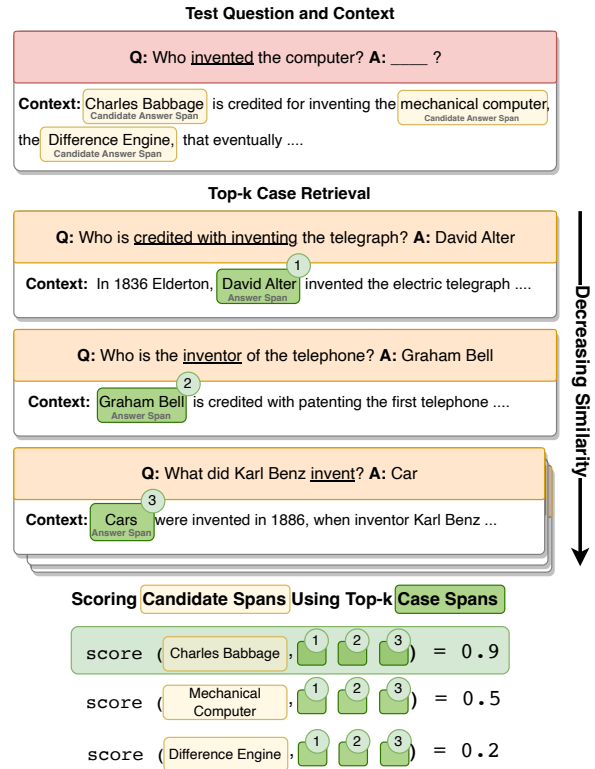 Test Question and Context
Q: Who invented the computer? A: ____ ?
Context: Charles Babbage is credited for inventing the mechanical computer,
Candidate Answer Span Candidate Answer Span
the Difference Engine, that eventually ....
Candidate Answer Span
Top-k Case Retrieval
Q: Who is credited with inventing the telegraph? A: David Alter
1
Context: In 1836 Elderton, David Alter invented the electric telegraph ....
Answer Span
Q: Who is the inventor of the telephone? A: Graham Bell
2
Context: Graham Bell is credited with patenting the first telephone ....
Answer Span
Q: What did Karl Benz invent? A: Car
3
Context: Cars were invented in 1886, when inventor Karl Benz ...
Answer Span
Decreasing Similarity
Scoring Candidate Spans Using Top-k Case Spans
score ( Charles Babbage , 1 2 3 ) = 0.9
score ( Mechanical Computer , 1 2 3 ) = 0.5
score ( Difference Engine , 1 2 3 ) = 0.2